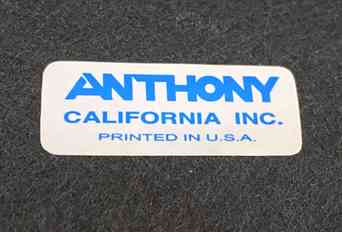 ANTHONY
CALIFORNIA INC.
PRINTED IN U.S.A.